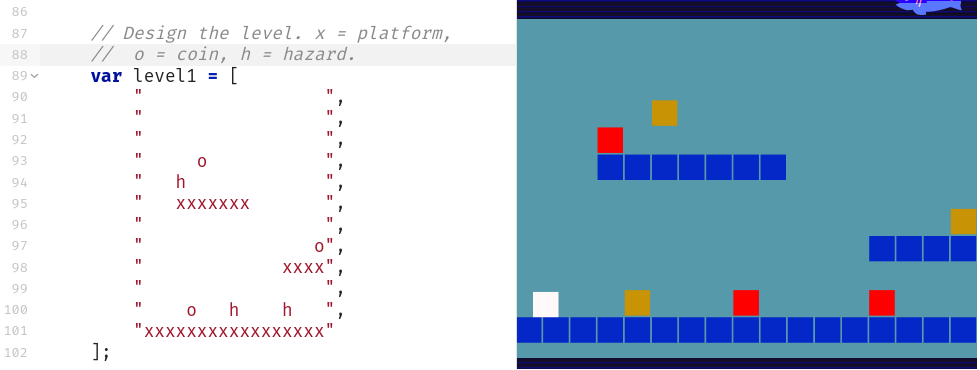 86
87     // Design the level. x = platform,
88     //  o = coin, h = hazard.
89     var level1 = [
90         "                 ",
91         "                 ",
92         "                 ",
93         "     o           ",
94         "   h             ",
95         "   xxxxxxx       ",
96         "                 ",
97         "                o",
98         "             xxxx",
99         "                 ",
100         "    o   h    h   ",
101         "xxxxxxxxxxxxxxxxx"
102     ];